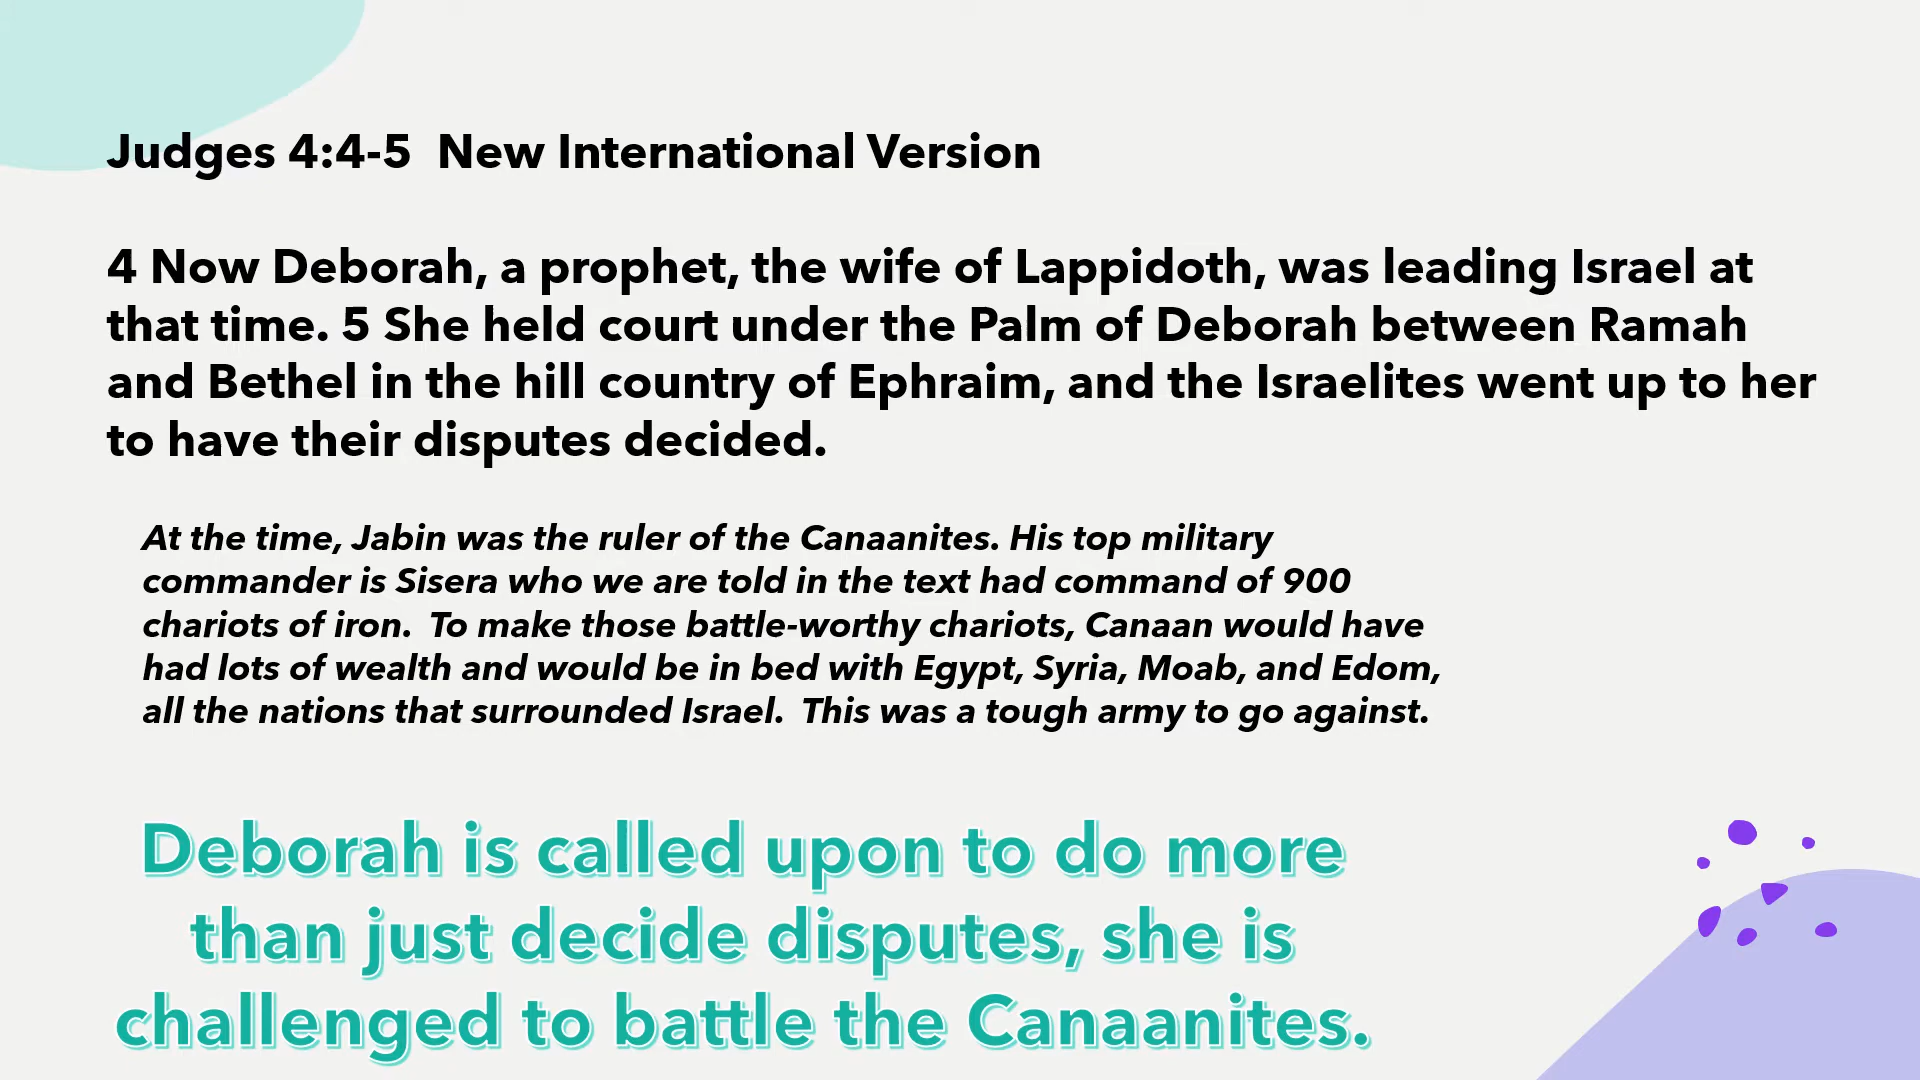 Judges 4:4-5  New International Version
4 Now Deborah, a prophet, the wife of Lappidoth, was leading Israel at
that time. 5 She held court under the Palm of Deborah between Ramah
and Bethel in the hill country of Ephraim, and the Israelites went up to her
to have their disputes decided.
At the time, Jabin was the ruler of the Canaanites. His top military
commander is Sisera who we are told in the text had command of 900
chariots of iron.  To make those battle-worthy chariots, Canaan would have
had lots of wealth and would be in bed with Egypt, Syria, Moab, and Edom,
all the nations that surrounded Israel.  This was a tough army to go against.
Deborah is called upon to do more
than just decide disputes, she is
challenged to battle the Canaanites.